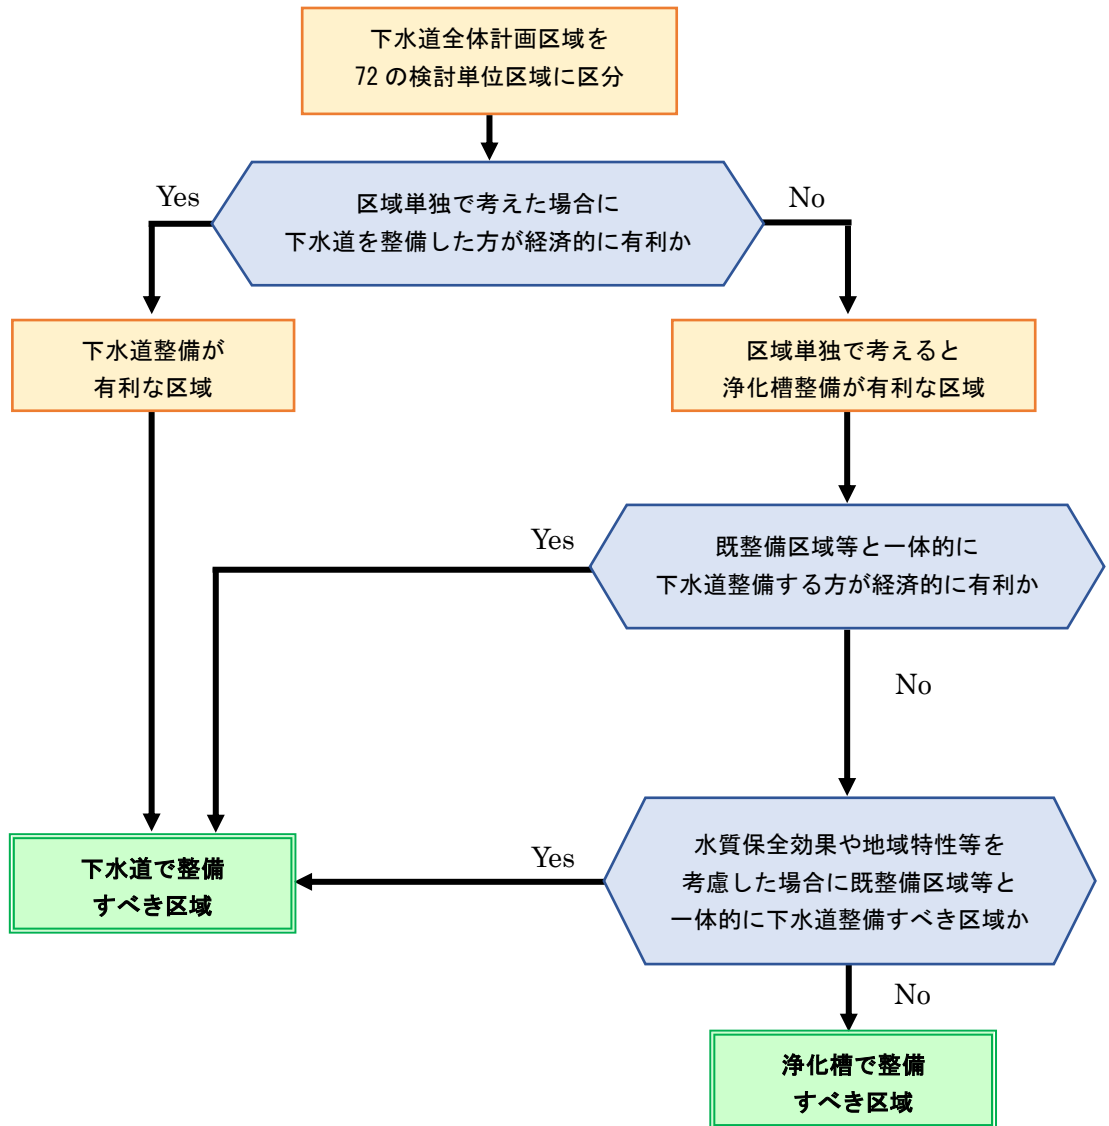 下水道全体計画区域を
72 の検討単位区域に区分
Yes
区域単独で考えた場合に
下水道を整備した方が経済的に有利か
No
下水道整備が
有利な区域
区域単独で考えると
浄化槽整備が有利な区域
Yes
既整備区域等と一体的に
下水道整備する方が経済的に有利か
No
下水道で整備
すべき区域
Yes
水質保全効果や地域特性等を
考慮した場合に既整備区域等と
一体的に下水道整備すべき区域か
No
浄化槽で整備
すべき区域